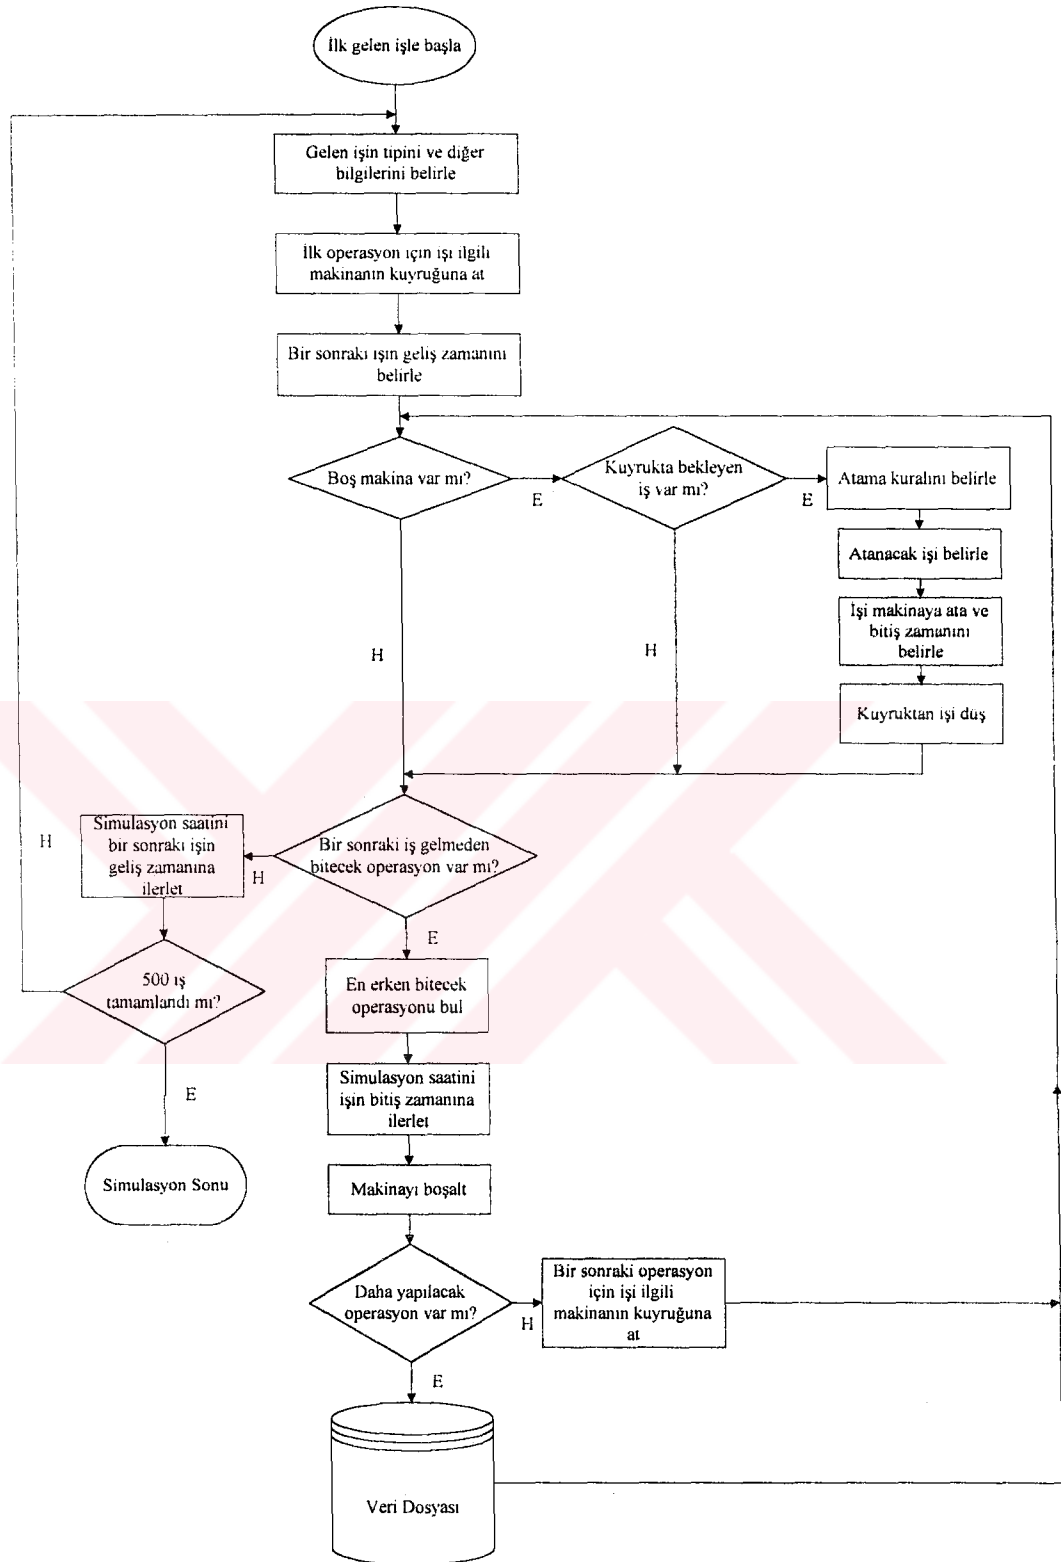 İlk gelen işle başla
Gelen işin tipini ve diğer
bilgilerini belirle
İlk operasyon için işi ilgili
makinanın kuyruğuna at
Bir sonraki işin geliş zamanını
belirle
Boş makina var mı?
E
Kuyrukta bekleyen
iş var mı?
E
Atama kuralını belirle
Atanacak işi belirle
İşi makinaya ata ve
bitiş zamanını
belirle
Kuyruktan işi düş
H
H
Bir sonraki iş gelmeden
bitecek operasyon var mı?
H
Simulasyon saatini
bir sonraki işin
geliş zamanına
ilerlet
H
E
500 iş
tamamlandı mı?
E
Simulasyon Sonu
En erken bitecek
operasyonu bul
Simulasyon saatini
işin bitiş zamanına
ilerlet
Makinayı boşalt
Daha yapılacak
operasyon var mı?
H
Bir sonraki operasyon
için işi ilgili
makinanın kuyruğuna
at
E
Veri Dosyası